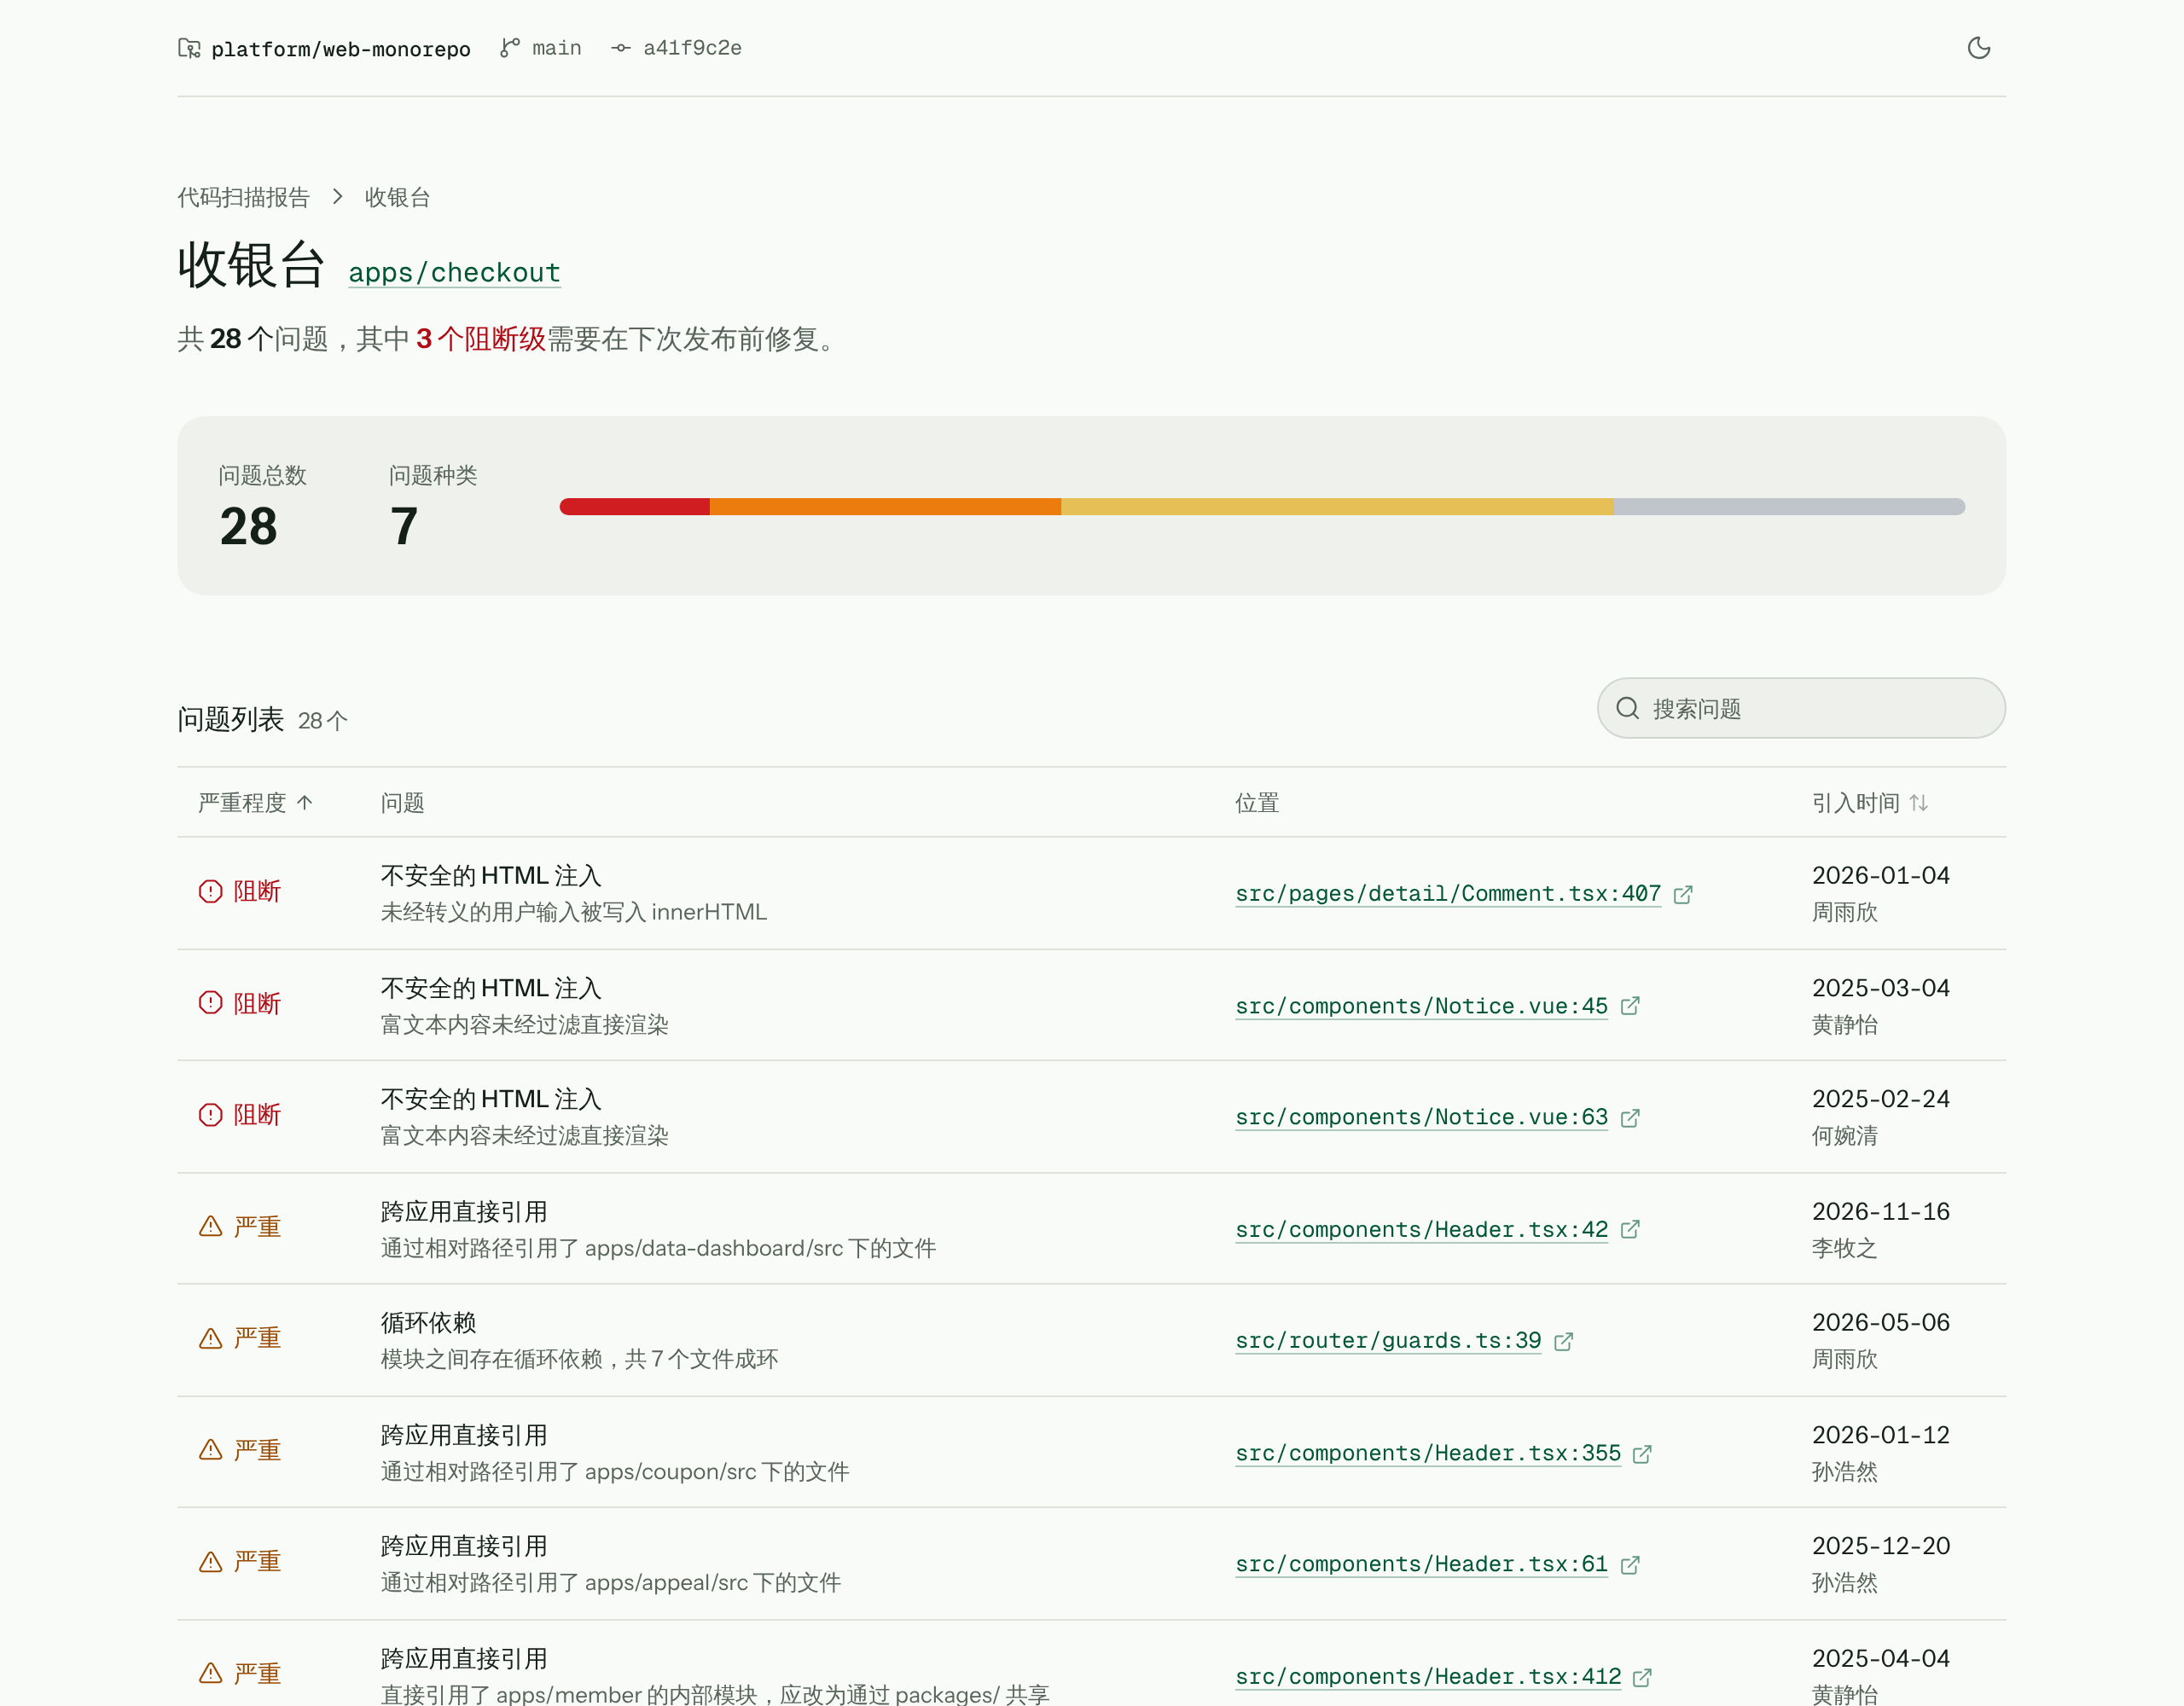 platform/web-monorepo main a41f9c2e
代码扫描报告 收银台
收银台 apps/checkout
共 28 个问题，其中 3 个阻断级需要在下次发布前修复。
问题总数 问题种类
28 7
问题列表 28 个 搜索问题
严重程度 问题 位置 引入时间
不安全的 HTML 注入 2026-01-04
阻断 src/pages/detail/Comment.tsx:407
未经转义的用户输入被写入 innerHTML 周雨欣
不安全的 HTML 注入 2025-03-04
阻断 src/components/Notice.vue:45
富文本内容未经过滤直接渲染 黄静怡
不安全的 HTML 注入 2025-02-24
阻断 src/components/Notice.vue:63
富文本内容未经过滤直接渲染 何婉清
跨应用直接引用 2026-11-16
严重 src/components/Header.tsx:42
通过相对路径引用了 apps/data-dashboard/src 下的文件 李牧之
循环依赖 2026-05-06
严重 src/router/guards.ts:39
模块之间存在循环依赖，共 7 个文件成环 周雨欣
跨应用直接引用 2026-01-12
严重 src/components/Header.tsx:355
通过相对路径引用了 apps/coupon/src 下的文件 孙浩然
跨应用直接引用 2025-12-20
严重 src/components/Header.tsx:61
通过相对路径引用了 apps/appeal/src 下的文件 孙浩然
跨应用直接引用 2025-04-04
严重 src/components/Header.tsx:412
直接引用了 apps/member 的内部模块，应改为通过 packages/ 共享 黄静怡